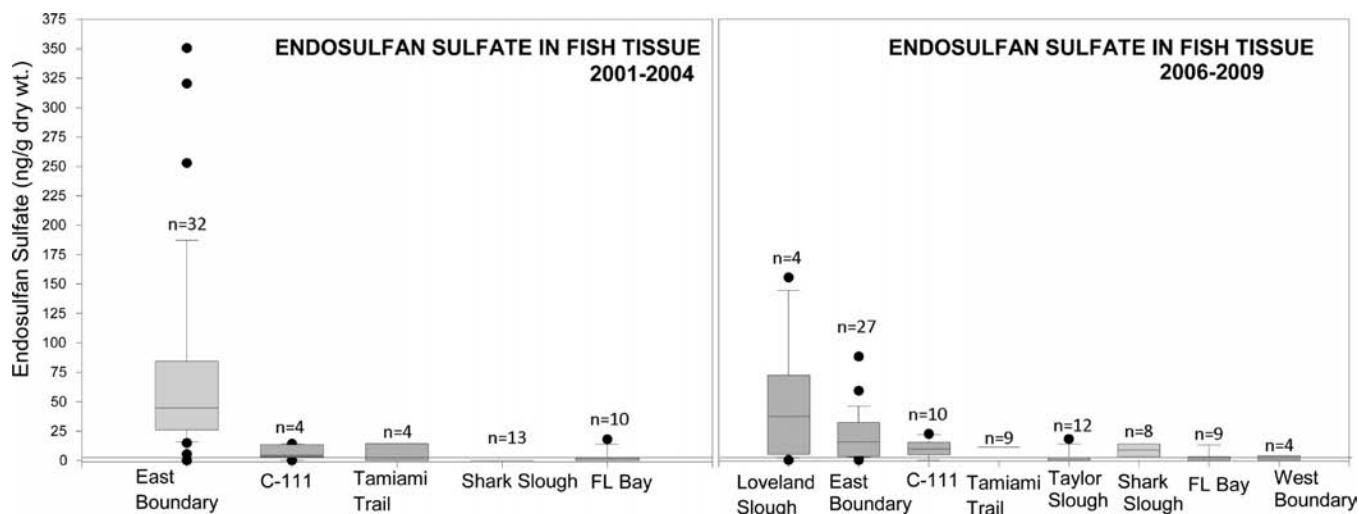 ENDOSULFAN SULFATE IN FISH TISSUE
2001-2004
Endosulfan Sulfate (ng/g dry wt.)
375
350
325
300
275
250
225
200
175
150
125
100
75
50
25
0
n=32
n=4
n=4
n=13
n=10
East Boundary
C-111
Tamiami Trail
Shark Slough
FL Bay
ENDOSULFAN SULFATE IN FISH TISSUE
2006-2009
n=4
n=27
n=10
n=9
n=12
n=8
n=9
n=4
Loveland Slough
East Boundary
C-111
Tamiami Trail
Taylor Slough
Shark Slough
FL Bay
West Boundary